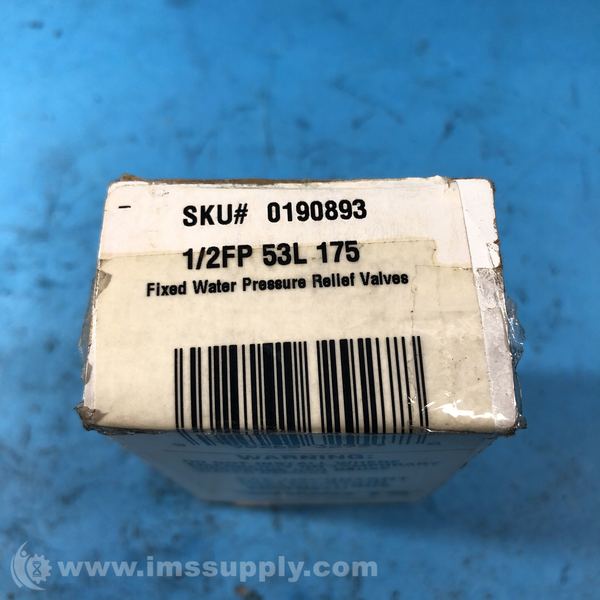 SKU# 0190893
1/2FP 53L 175
Fixed Water Pressure Relief Valves
WARNING:
www.imssupply.com